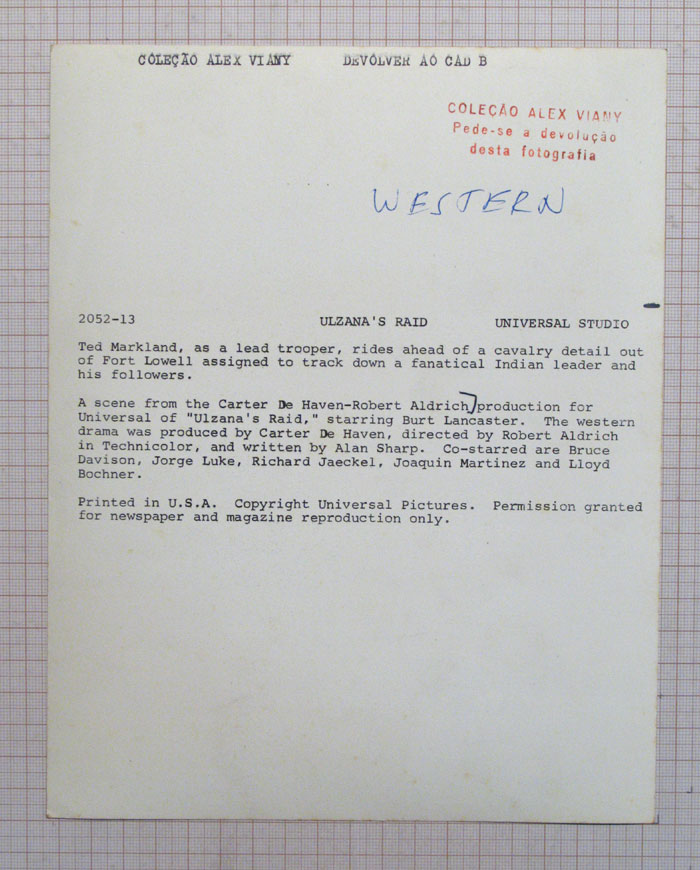 COLEÇÃO ALEX VIANY DEVOLVER AO CAD B
COLEÇÃO ALEX VIANY
Pede-se a devolução
desta fotografia
WESTERN
2052-13 ULZANA'S RAID UNIVERSAL STUDIO
Ted Markland, as a lead trooper, rides ahead of a cavalry detail out
of Fort Lowell assigned to track down a fanatical Indian leader and
his followers.
A scene from the Carter De Haven-Robert Aldrich production for
Universal of "Ulzana's Raid," starring Burt Lancaster. The western
drama was produced by Carter De Haven, directed by Robert Aldrich
in Technicolor, and written by Alan Sharp. Co-starred are Bruce
Davison, Jorge Luke, Richard Jaeckel, Joaquin Martinez and Lloyd
Bochner.
Printed in U.S.A. Copyright Universal Pictures. Permission granted
for newspaper and magazine reproduction only.